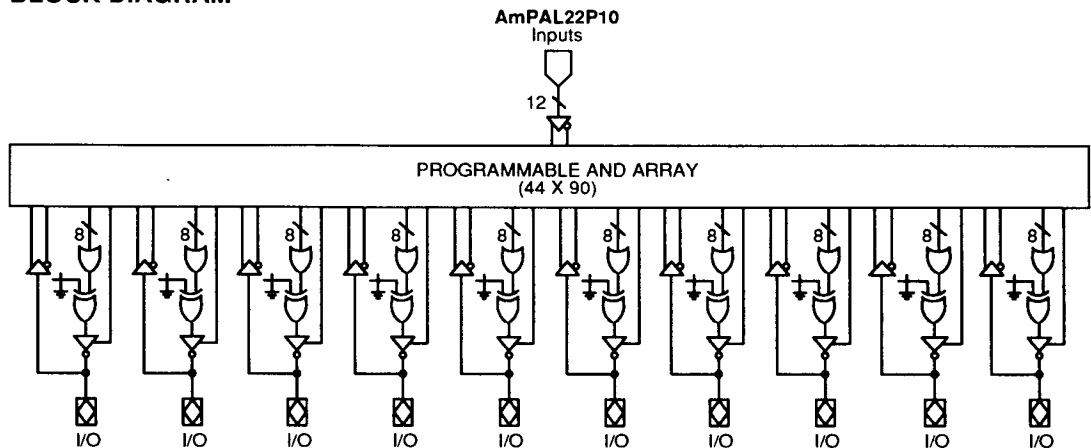 BLOCK DIAGRAM
AmPAL22P10
Inputs
12
PROGRAMMABLE AND ARRAY
(44 X 90)
8 8 8 8 8 8 8 8 8 8
I/O I/O I/O I/O I/O I/O I/O I/O I/O I/O